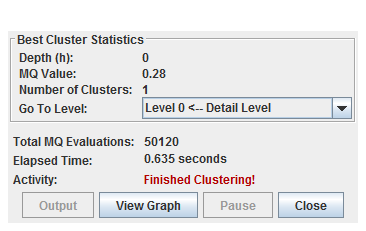 Best Cluster Statistics
Depth (h): 0
MQ Value: 0.28
Number of Clusters: 1
Go To Level: Level 0 <-- Detail Level
Total MQ Evaluations: 50120
Elapsed Time: 0.635 seconds
Activity: Finished Clustering!
Output View Graph Pause Close